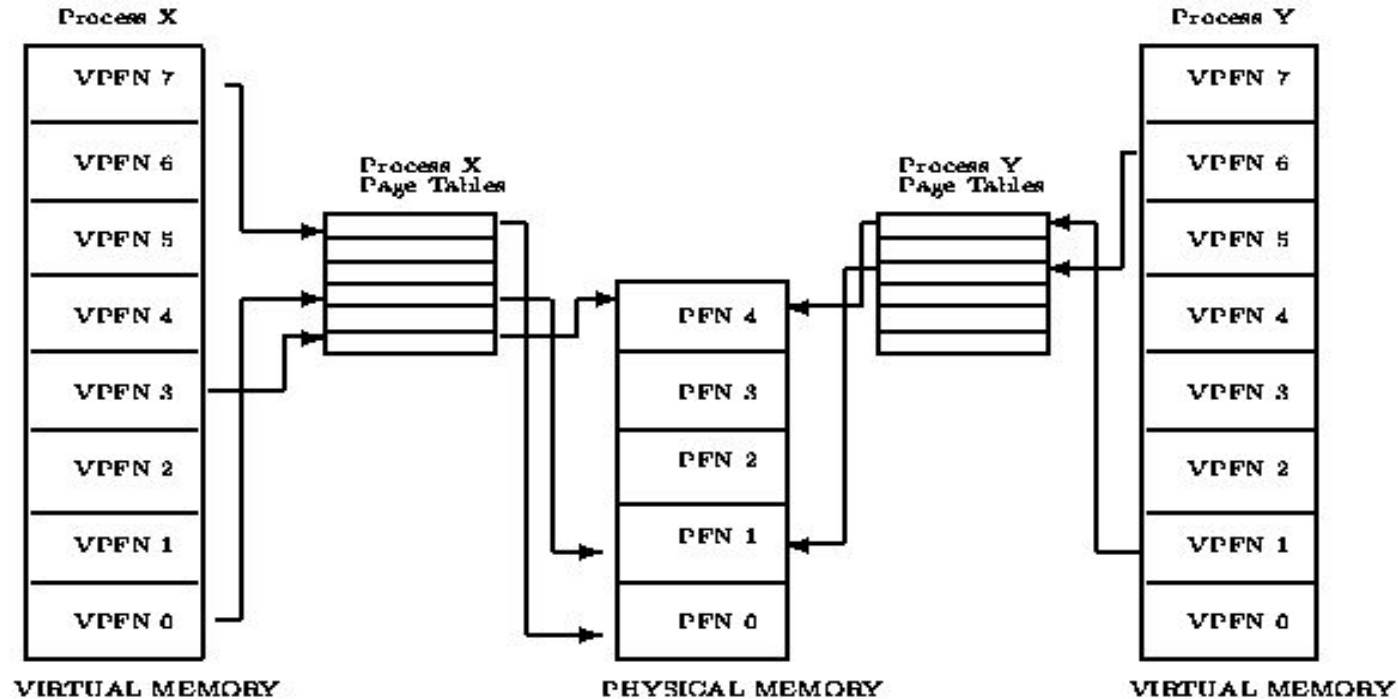 Process X
VPFN 7
VPFN 6
VPFN 5
VPFN 4
VPFN 3
VPFN 2
VPFN 1
VPFN 0
VIRTUAL MEMORY
Process X
Page Tables
PFN 4
PFN 3
PFN 2
PFN 1
PFN 0
PHYSICAL MEMORY
Process Y
Page Tables
Process Y
VPFN 7
VPFN 6
VPFN 5
VPFN 4
VPFN 3
VPFN 2
VPFN 1
VPFN 0
VIRTUAL MEMORY